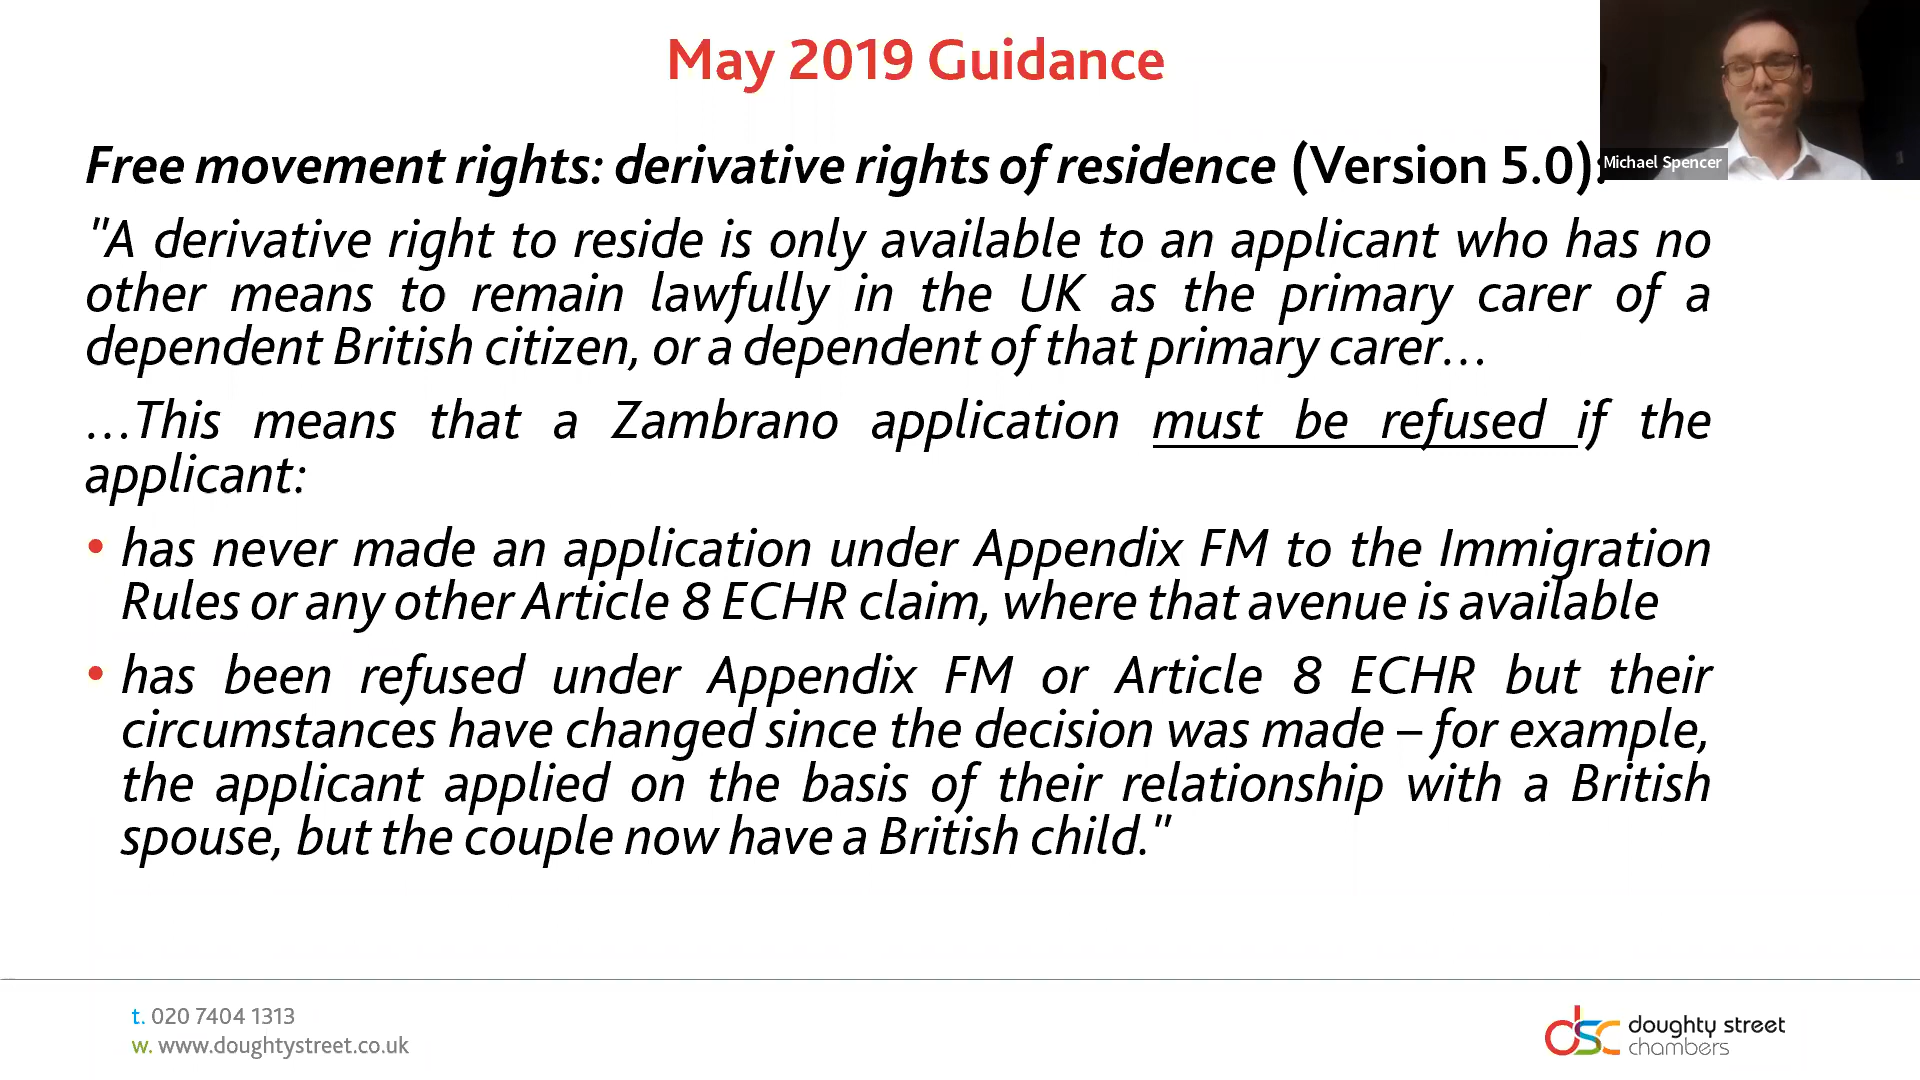 May 2019 Guidance
Michael Spencer
Free movement rights: derivative rights of residence (Version 5.0):
"A derivative right to reside is only available to an applicant who has no
other means to remain lawfully in the UK as the primary carer of a
dependent British citizen, or a dependent of that primary carer…
…This means that a Zambrano application must be refused if the
applicant:
• has never made an application under Appendix FM to the Immigration
Rules or any other Article 8 ECHR claim, where that avenue is available
• has been refused under Appendix FM or Article 8 ECHR but their
circumstances have changed since the decision was made – for example,
the applicant applied on the basis of their relationship with a British
spouse, but the couple now have a British child."
t. 020 7404 1313
w. www.doughtystreet.co.uk
dsc doughty street
chambers